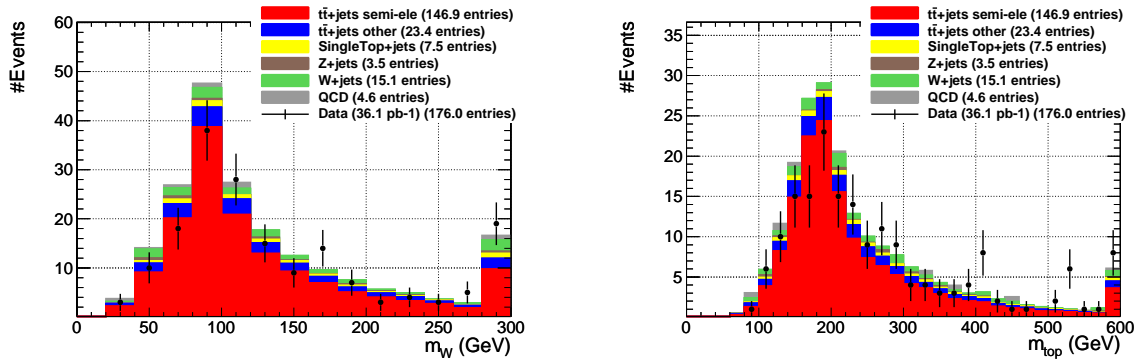 #Events
60
50
40
30
20
10
0 50 100 150 200 250 300
m_W (GeV)
tt̄+jets semi-ele (146.9 entries)
tt̄+jets other (23.4 entries)
SingleTop+jets (7.5 entries)
Z+jets (3.5 entries)
W+jets (15.1 entries)
QCD (4.6 entries)
Data (36.1 pb-1) (176.0 entries)
#Events
35
30
25
20
15
10
5
0 100 200 300 400 500 600
m_top (GeV)
tt̄+jets semi-ele (146.9 entries)
tt̄+jets other (23.4 entries)
SingleTop+jets (7.5 entries)
Z+jets (3.5 entries)
W+jets (15.1 entries)
QCD (4.6 entries)
Data (36.1 pb-1) (176.0 entries)